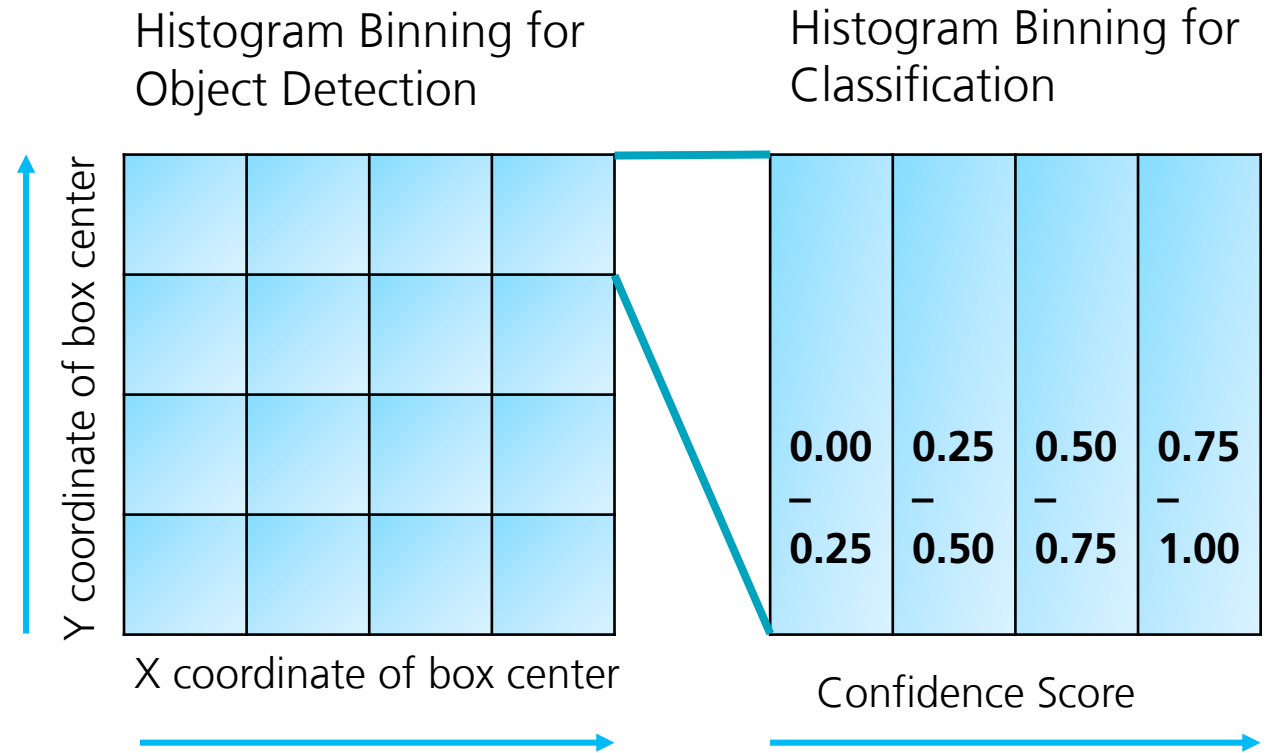 Histogram Binning for
Object Detection
Histogram Binning for
Classification
Y coordinate of box center
X coordinate of box center
0.00
–
0.25
0.25
–
0.50
0.50
–
0.75
0.75
–
1.00
Confidence Score